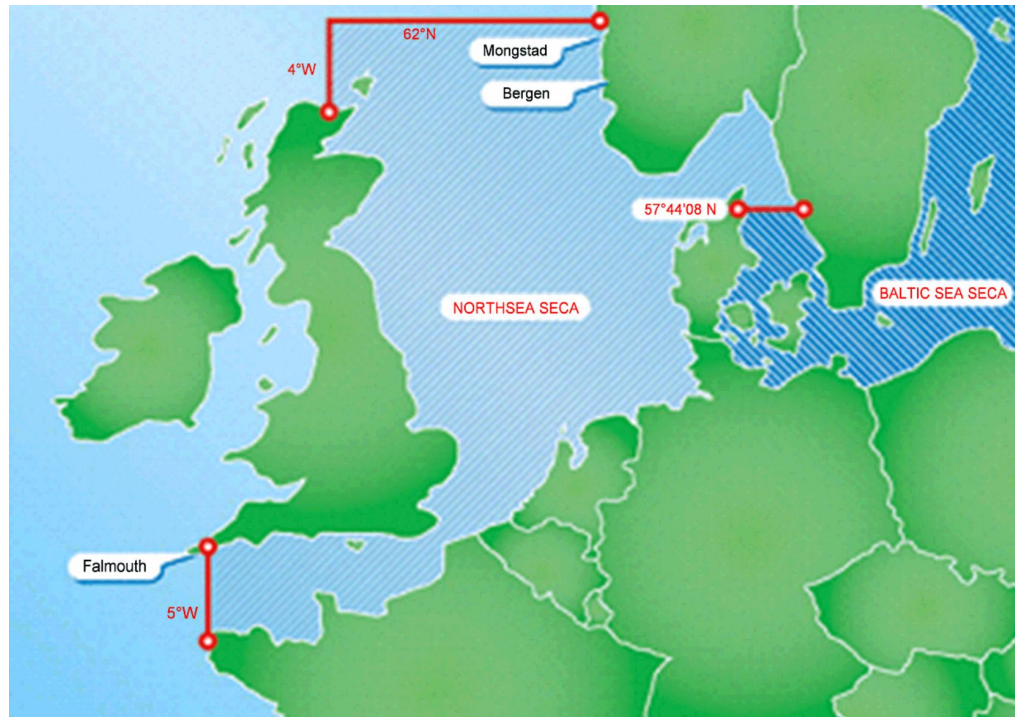 62°N
Mongstad
4°W
Bergen
57°44'08 N
NORTHSEA SECA
BALTIC SEA SECA
Falmouth
5°W